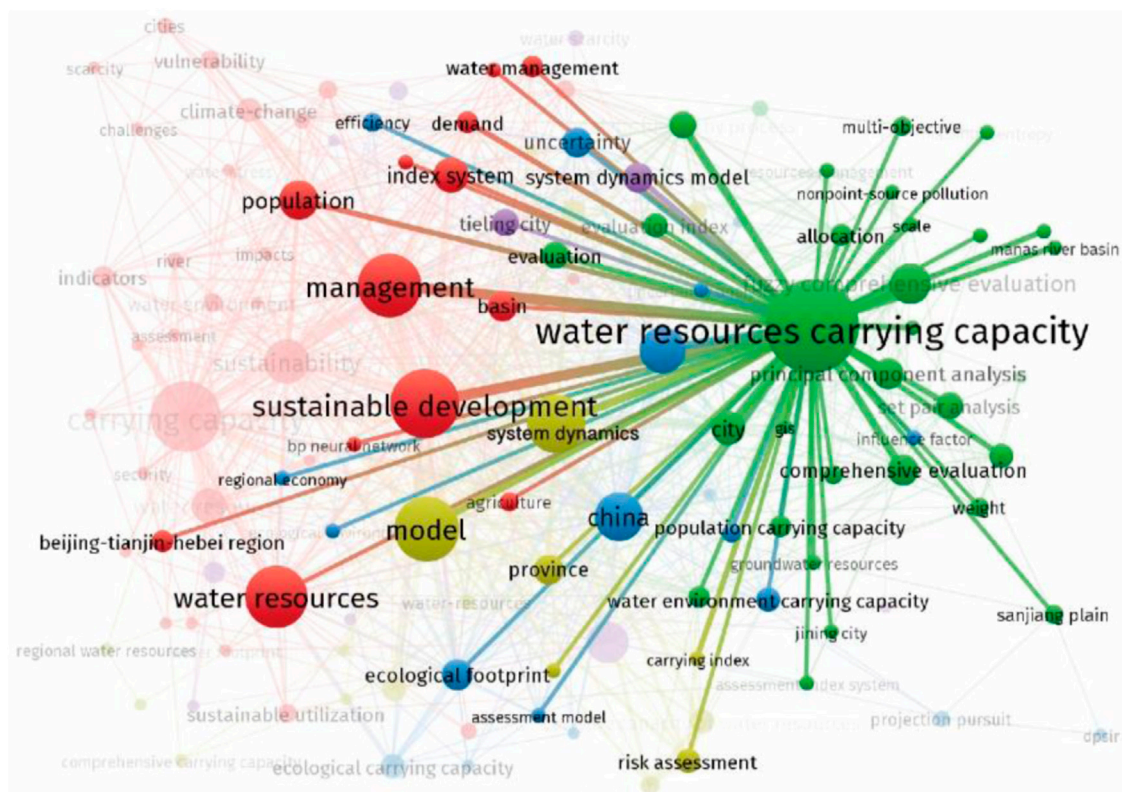 cities
water scarcity
scarcity
vulnerability
water management
climate-change
efficiency
demand
challenges
uncertainty
multi-objective
index system
system dynamics model
nonpoint-source pollution
population
tieling city
evaluation index
allocation
scale
manas river basin
river
impacts
evaluation
indicators
management
basin
fuzzy comprehensive evaluation
water environment
assessment
water resources carrying capacity
sustainability
principal component analysis
sustainable development
set pair analysis
carrying capacity
system dynamics
city
gis
influence factor
bp neural network
security
regional economy
comprehensive evaluation
agriculture
weight
model
china
population carrying capacity
beijing-tianjin-hebei region
province
groundwater resources
water resources
water-resources
water environment carrying capacity
sanjiang plain
jining city
regional water resources
carrying index
ecological footprint
assessment index system
sustainable utilization
assessment model
projection pursuit
dpsir
comprehensive carrying capacity
ecological carrying capacity
risk assessment